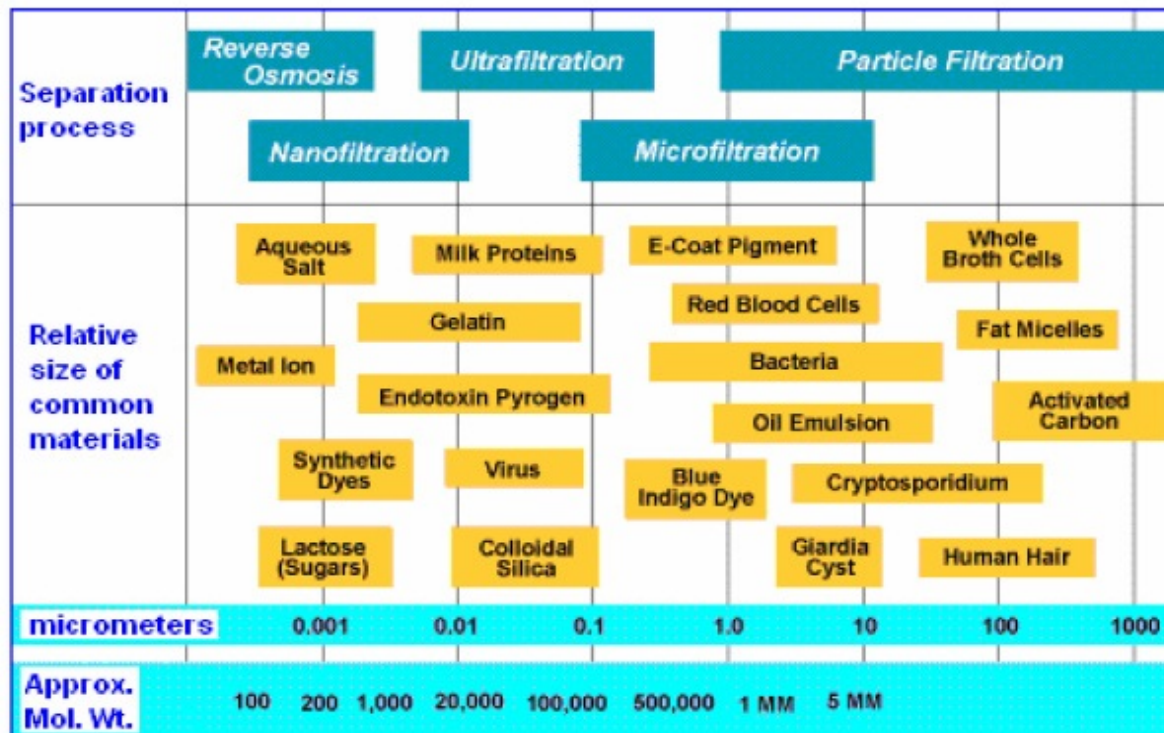 Separation
process
Reverse
Osmosis
Ultrafiltration
Particle Filtration
Nanofiltration
Microfiltration
Relative
size of
common
materials
Aqueous
Salt
Milk Proteins
E-Coat Pigment
Whole
Broth Cells
Gelatin
Red Blood Cells
Fat Micelles
Metal Ion
Bacteria
Endotoxin Pyrogen
Activated
Carbon
Oil Emulsion
Synthetic
Dyes
Virus
Blue
Indigo Dye
Cryptosporidium
Lactose
(Sugars)
Colloidal
Silica
Giardia
Cyst
Human Hair
micrometers 0.001 0.01 0.1 1.0 10 100 1000
Approx.
Mol. Wt.
100 200 1,000 20,000 100,000 500,000 1 MM 5 MM